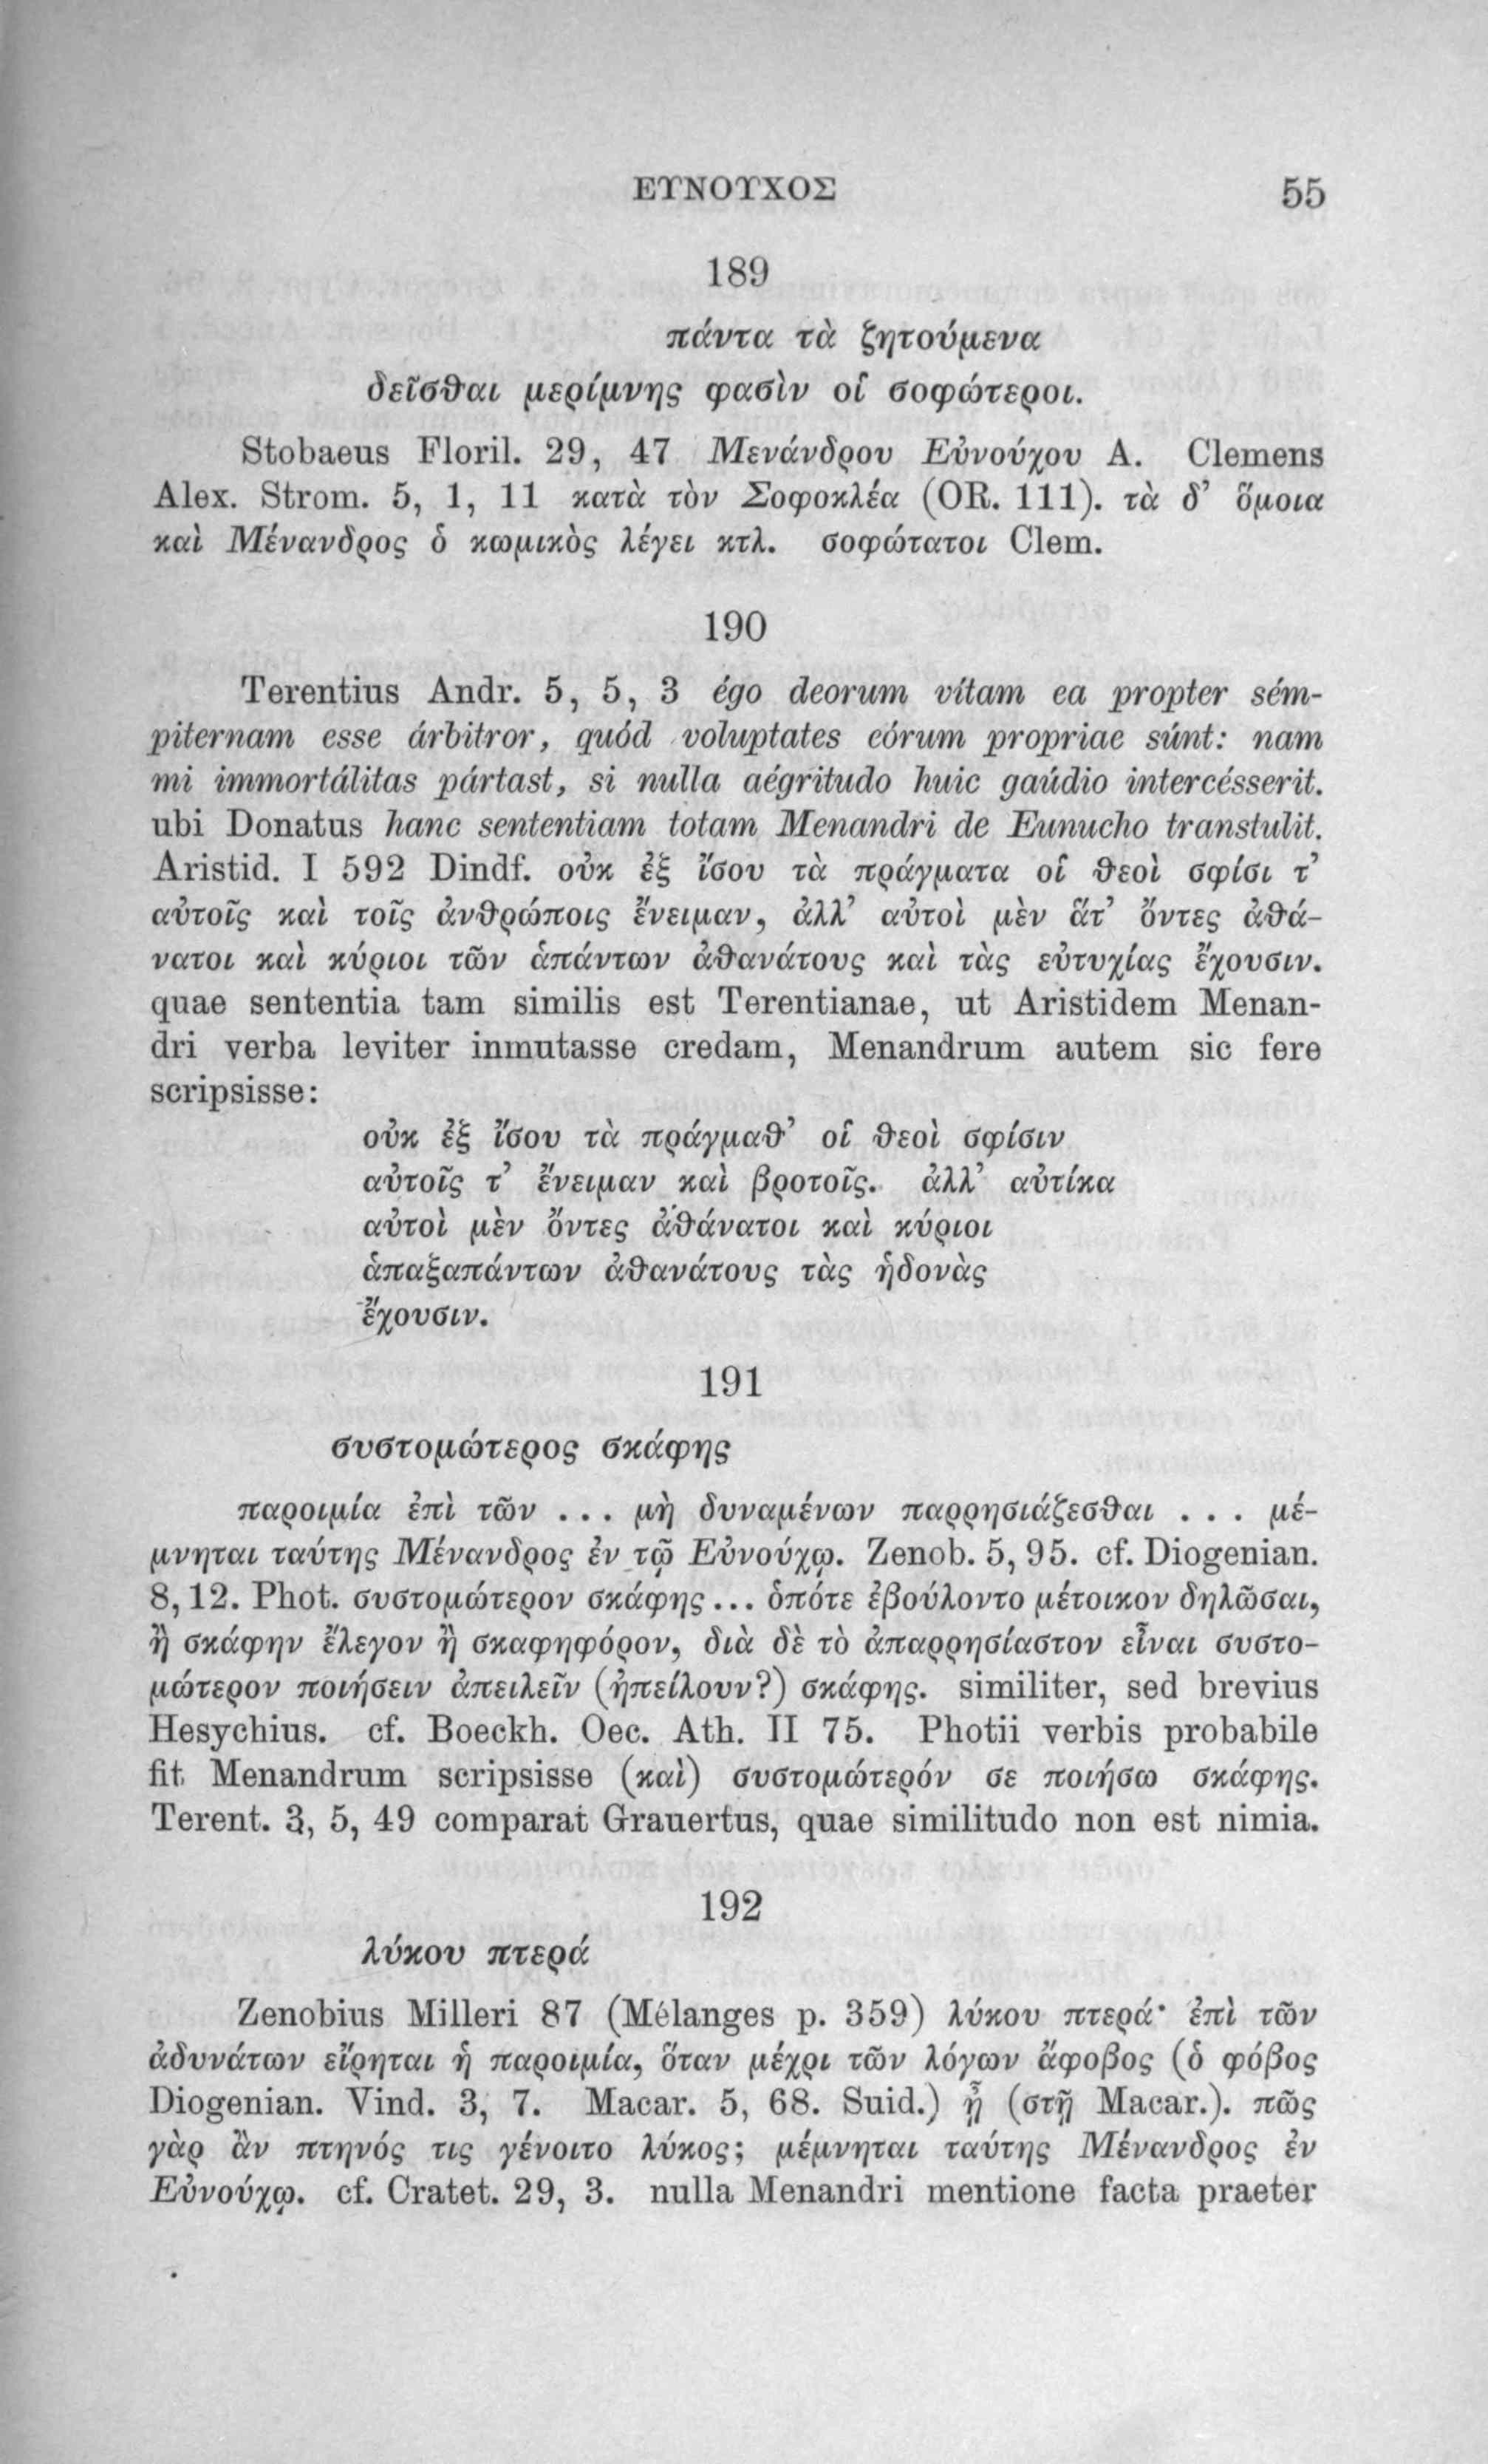 ΕΥΝΟΥΧΟΣ 55
189
πάντα τὰ ζητούμενα
δεῖσθαι μερίμνης φασὶν οἱ σοφώτεροι.
Stobaeus Floril. 29, 47 Μενάνδρου Εὐνούχου Α. Clemens
Alex. Strom. 5, 1, 11 κατὰ τὸν Σοφοκλέα (OR. 111). τὰ δ’ ὅμοια
καὶ Μένανδρος ὁ κωμικὸς λέγει κτλ. σοφώτατοι Clem.
190
Terentius Andr. 5, 5, 3 égo deorum vítam ea propter sém-
piternam esse árbitror, quód voluptates eórum propriae súnt: nam
mi immortálitas pártast, si nulla aégritudo huic gaúdio intercésserit.
ubi Donatus hanc sententiam totam Menandri de Eunucho transtulit.
Aristid. I 592 Dindf. οὐκ ἐξ ἴσου τὰ πράγματα οἱ θεοὶ σφίσι τ’
αὐτοῖς καὶ τοῖς ἀνθρώποις ἔνειμαν, ἀλλ’ αὐτοὶ μὲν ἅτ’ ὄντες ἀθά-
νατοι καὶ κύριοι τῶν ἁπάντων ἀθανάτους καὶ τὰς εὐτυχίας ἔχουσιν.
quae sententia tam similis est Terentianae, ut Aristidem Menan-
dri verba leviter inmutasse credam, Menandrum autem sic fere
scripsisse:
οὐκ ἐξ ἴσου τὰ πράγμαθ’ οἱ θεοὶ σφίσιν
αὐτοῖς τ’ ἔνειμαν καὶ βροτοῖς. ἀλλ’ αὐτίκα
αὐτοὶ μὲν ὄντες ἀθάνατοι καὶ κύριοι
ἁπαξαπάντων ἀθανάτους τὰς ἡδονὰς
ἔχουσιν.
191
συστομώτερος σκάφης
παροιμία ἐπὶ τῶν ... μὴ δυναμένων παρρησιάζεσθαι ... μέ-
μνηται ταύτης Μένανδρος ἐν τῷ Εὐνούχῳ. Zenob. 5, 95. cf. Diogenian.
8, 12. Phot. συστομώτερον σκάφης ... ὁπότε ἐβούλοντο μέτοικον δηλῶσαι,
ἢ σκάφην ἔλεγον ἢ σκαφηφόρον, διὰ δὲ τὸ ἀπαρρησίαστον εἶναι συστο-
μώτερον ποιήσειν ἀπειλεῖν (ἠπείλουν?) σκάφης. similiter, sed brevius
Hesychius. cf. Boeckh. Oec. Ath. II 75. Photii verbis probabile
fit Menandrum scripsisse (καὶ) συστομώτερόν σε ποιήσω σκάφης.
Terent. 3, 5, 49 comparat Grauertus, quae similitudo non est nimia.
192
λύκου πτερά
Zenobius Milleri 87 (Mélanges p. 359) λύκου πτερά· ἐπὶ τῶν
ἀδυνάτων εἴρηται ἡ παροιμία, ὅταν μέχρι τῶν λόγων ἄφοβος (ὁ φόβος
Diogenian. Vind. 3, 7. Macar. 5, 68. Suid.) ᾖ (στῇ Macar.). πῶς
γὰρ ἂν πτηνός τις γένοιτο λύκος; μέμνηται ταύτης Μένανδρος ἐν
Εὐνούχῳ. cf. Cratet. 29, 3. nulla Menandri mentione facta praeter